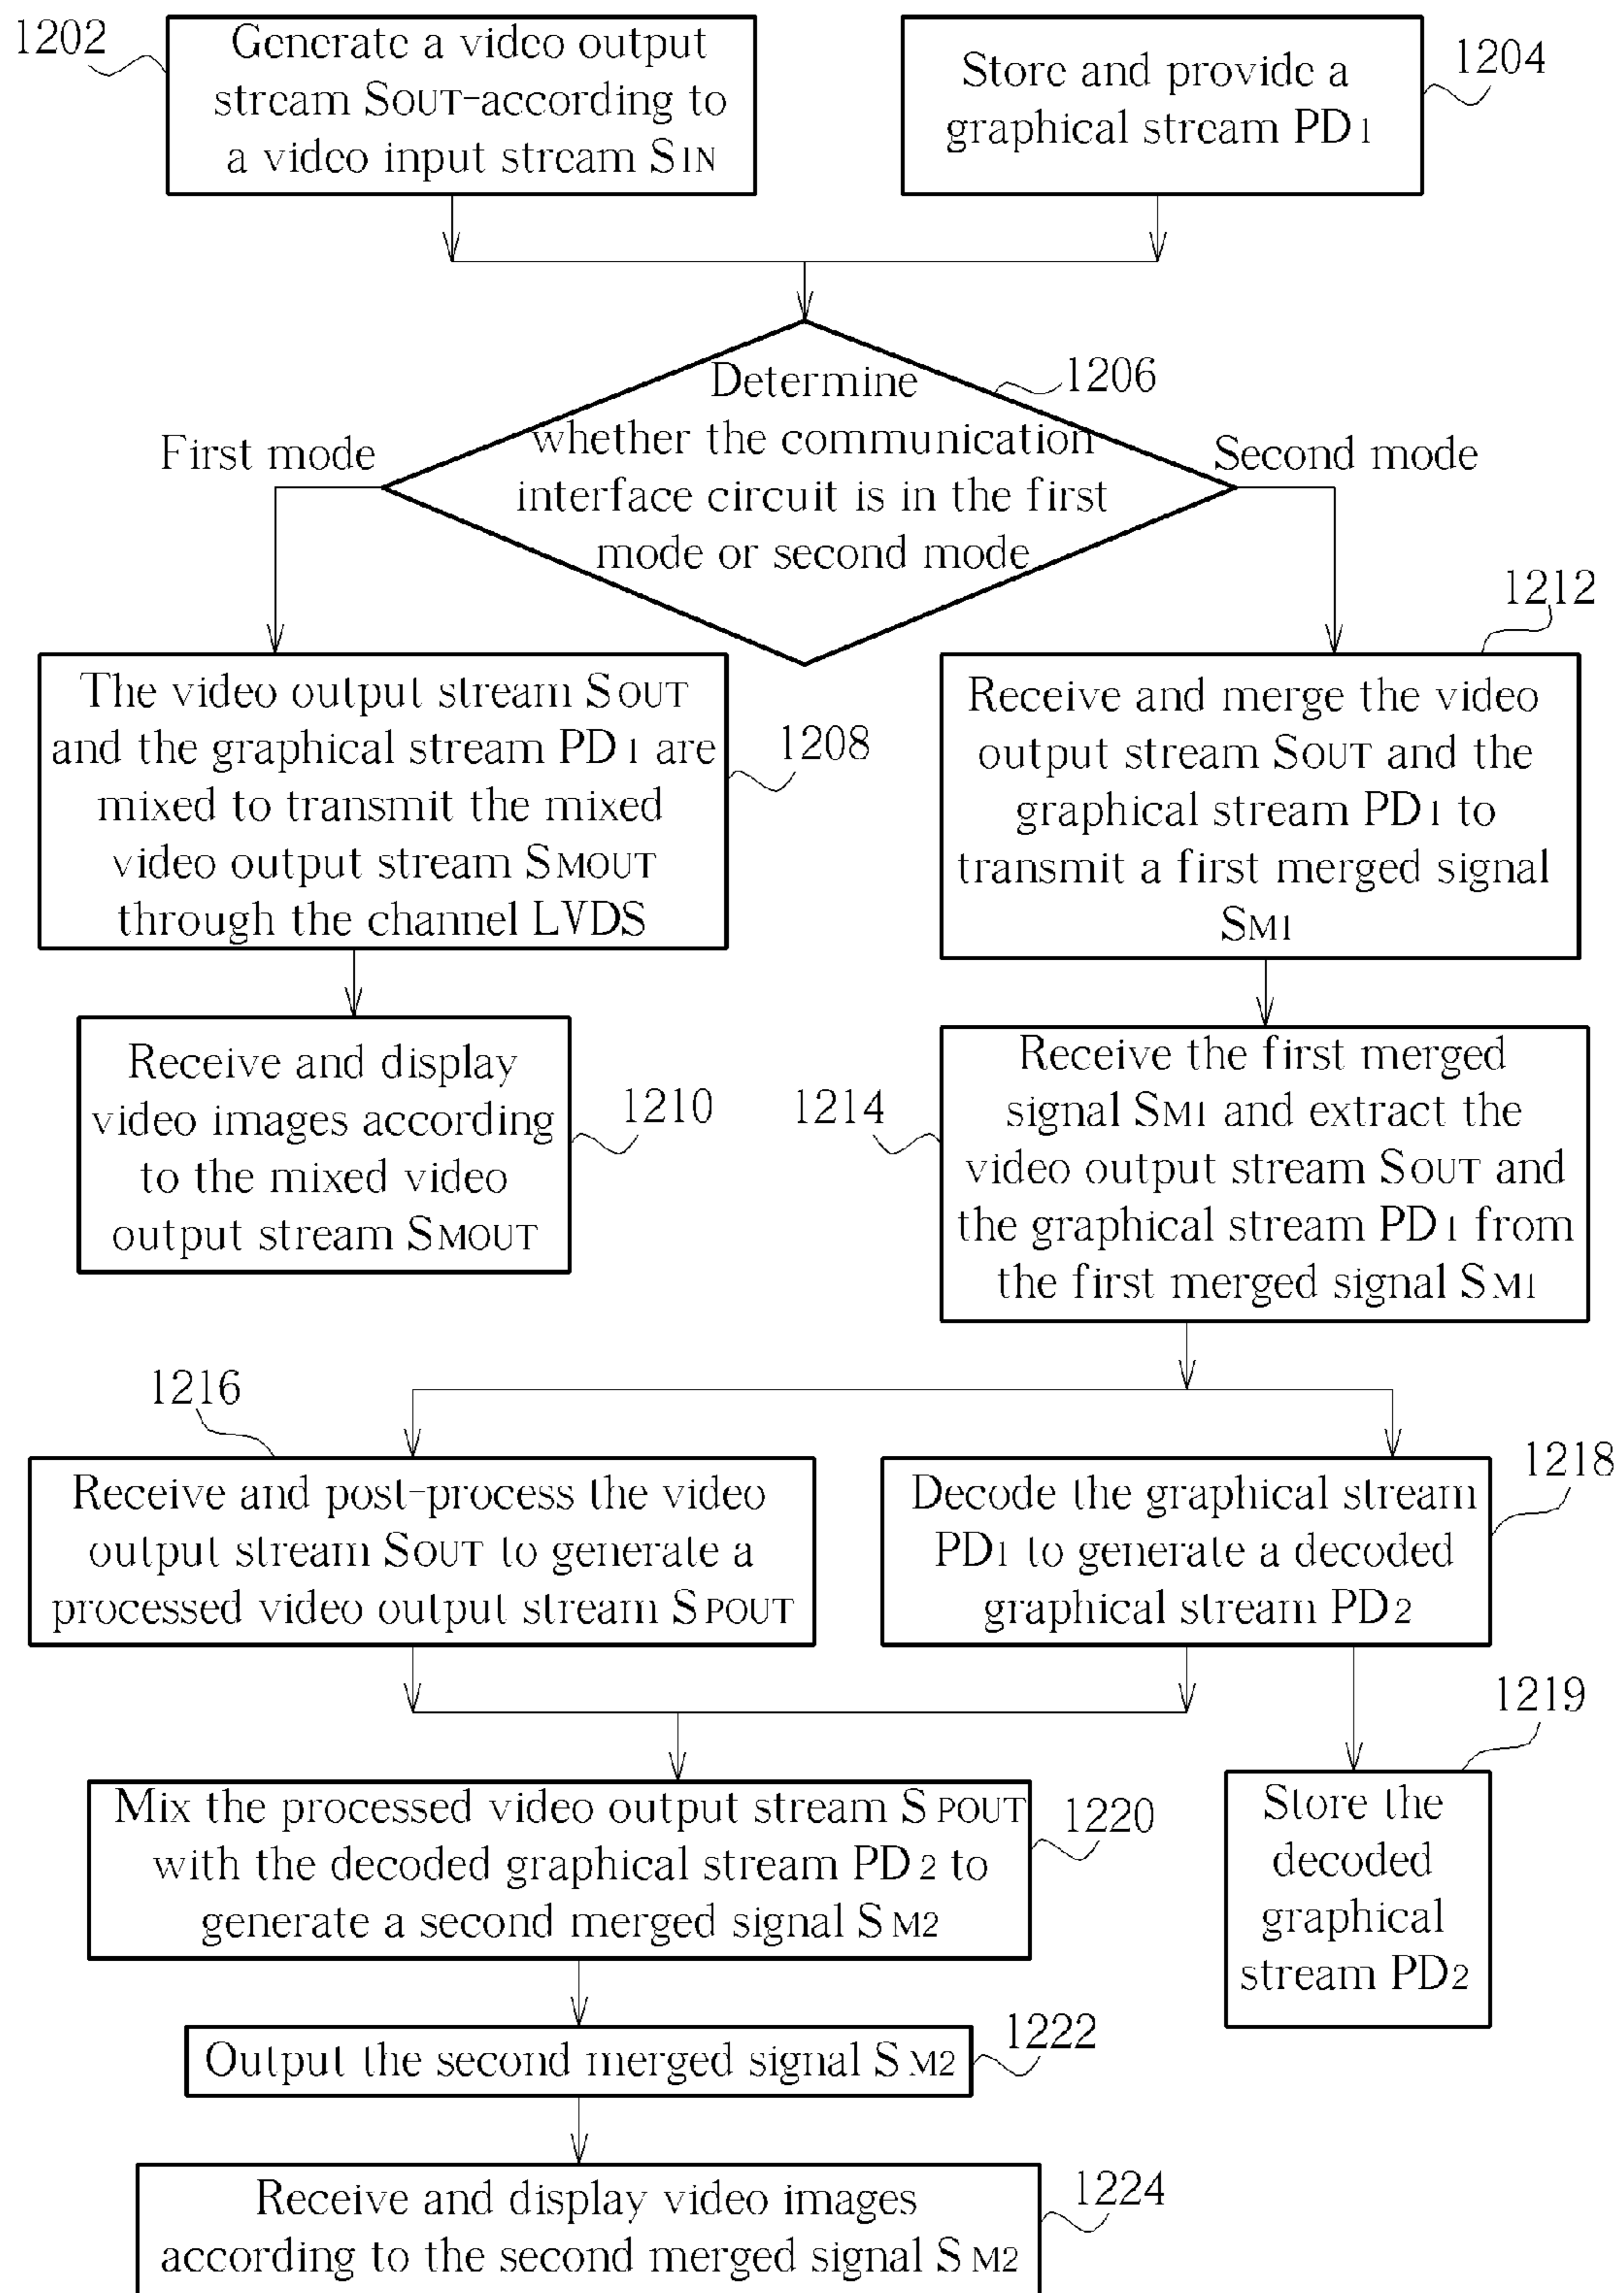 1202
Generate a video output
stream SOUT-according to
a video input stream SIN
Store and provide a
graphical stream PD1
1204
Determine
whether the communication
interface circuit is in the first
mode or second mode
1206
First mode
Second mode
The video output stream SOUT
and the graphical stream PD1 are
mixed to transmit the mixed
video output stream SMOUT
through the channel LVDS
1208
1212
Receive and merge the video
output stream SOUT and the
graphical stream PD1 to
transmit a first merged signal
SM1
Receive and display
video images according
to the mixed video
output stream SMOUT
1210
1214
Receive the first merged
signal SM1 and extract the
video output stream SOUT and
the graphical stream PD1 from
the first merged signal SM1
1216
Receive and post-process the video
output stream SOUT to generate a
processed video output stream SPOUT
Decode the graphical stream
PD1 to generate a decoded
graphical stream PD2
1218
Mix the processed video output stream SPOUT
with the decoded graphical stream PD2 to
generate a second merged signal SM2
1220
1219
Store the
decoded
graphical
stream PD2
Output the second merged signal SM2
1222
Receive and display video images
according to the second merged signal SM2
1224